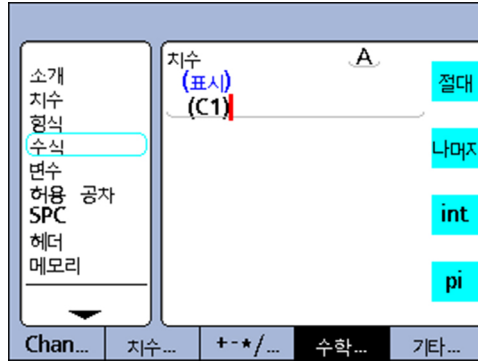 소개
치수
형식
수식
변수
허용 공차
SPC
헤더
메모리
치수
A
(표시)
(C1)
절대
나머지
int
pi
Chan...
치수...
+-*/...
수학...
기타...